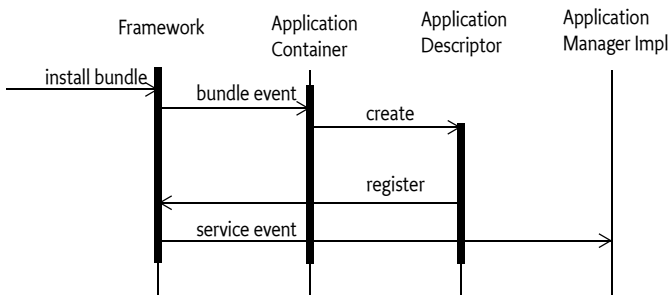 Framework
Application
Container
Application
Descriptor
Application
Manager Impl
install bundle
bundle event
create
register
service event